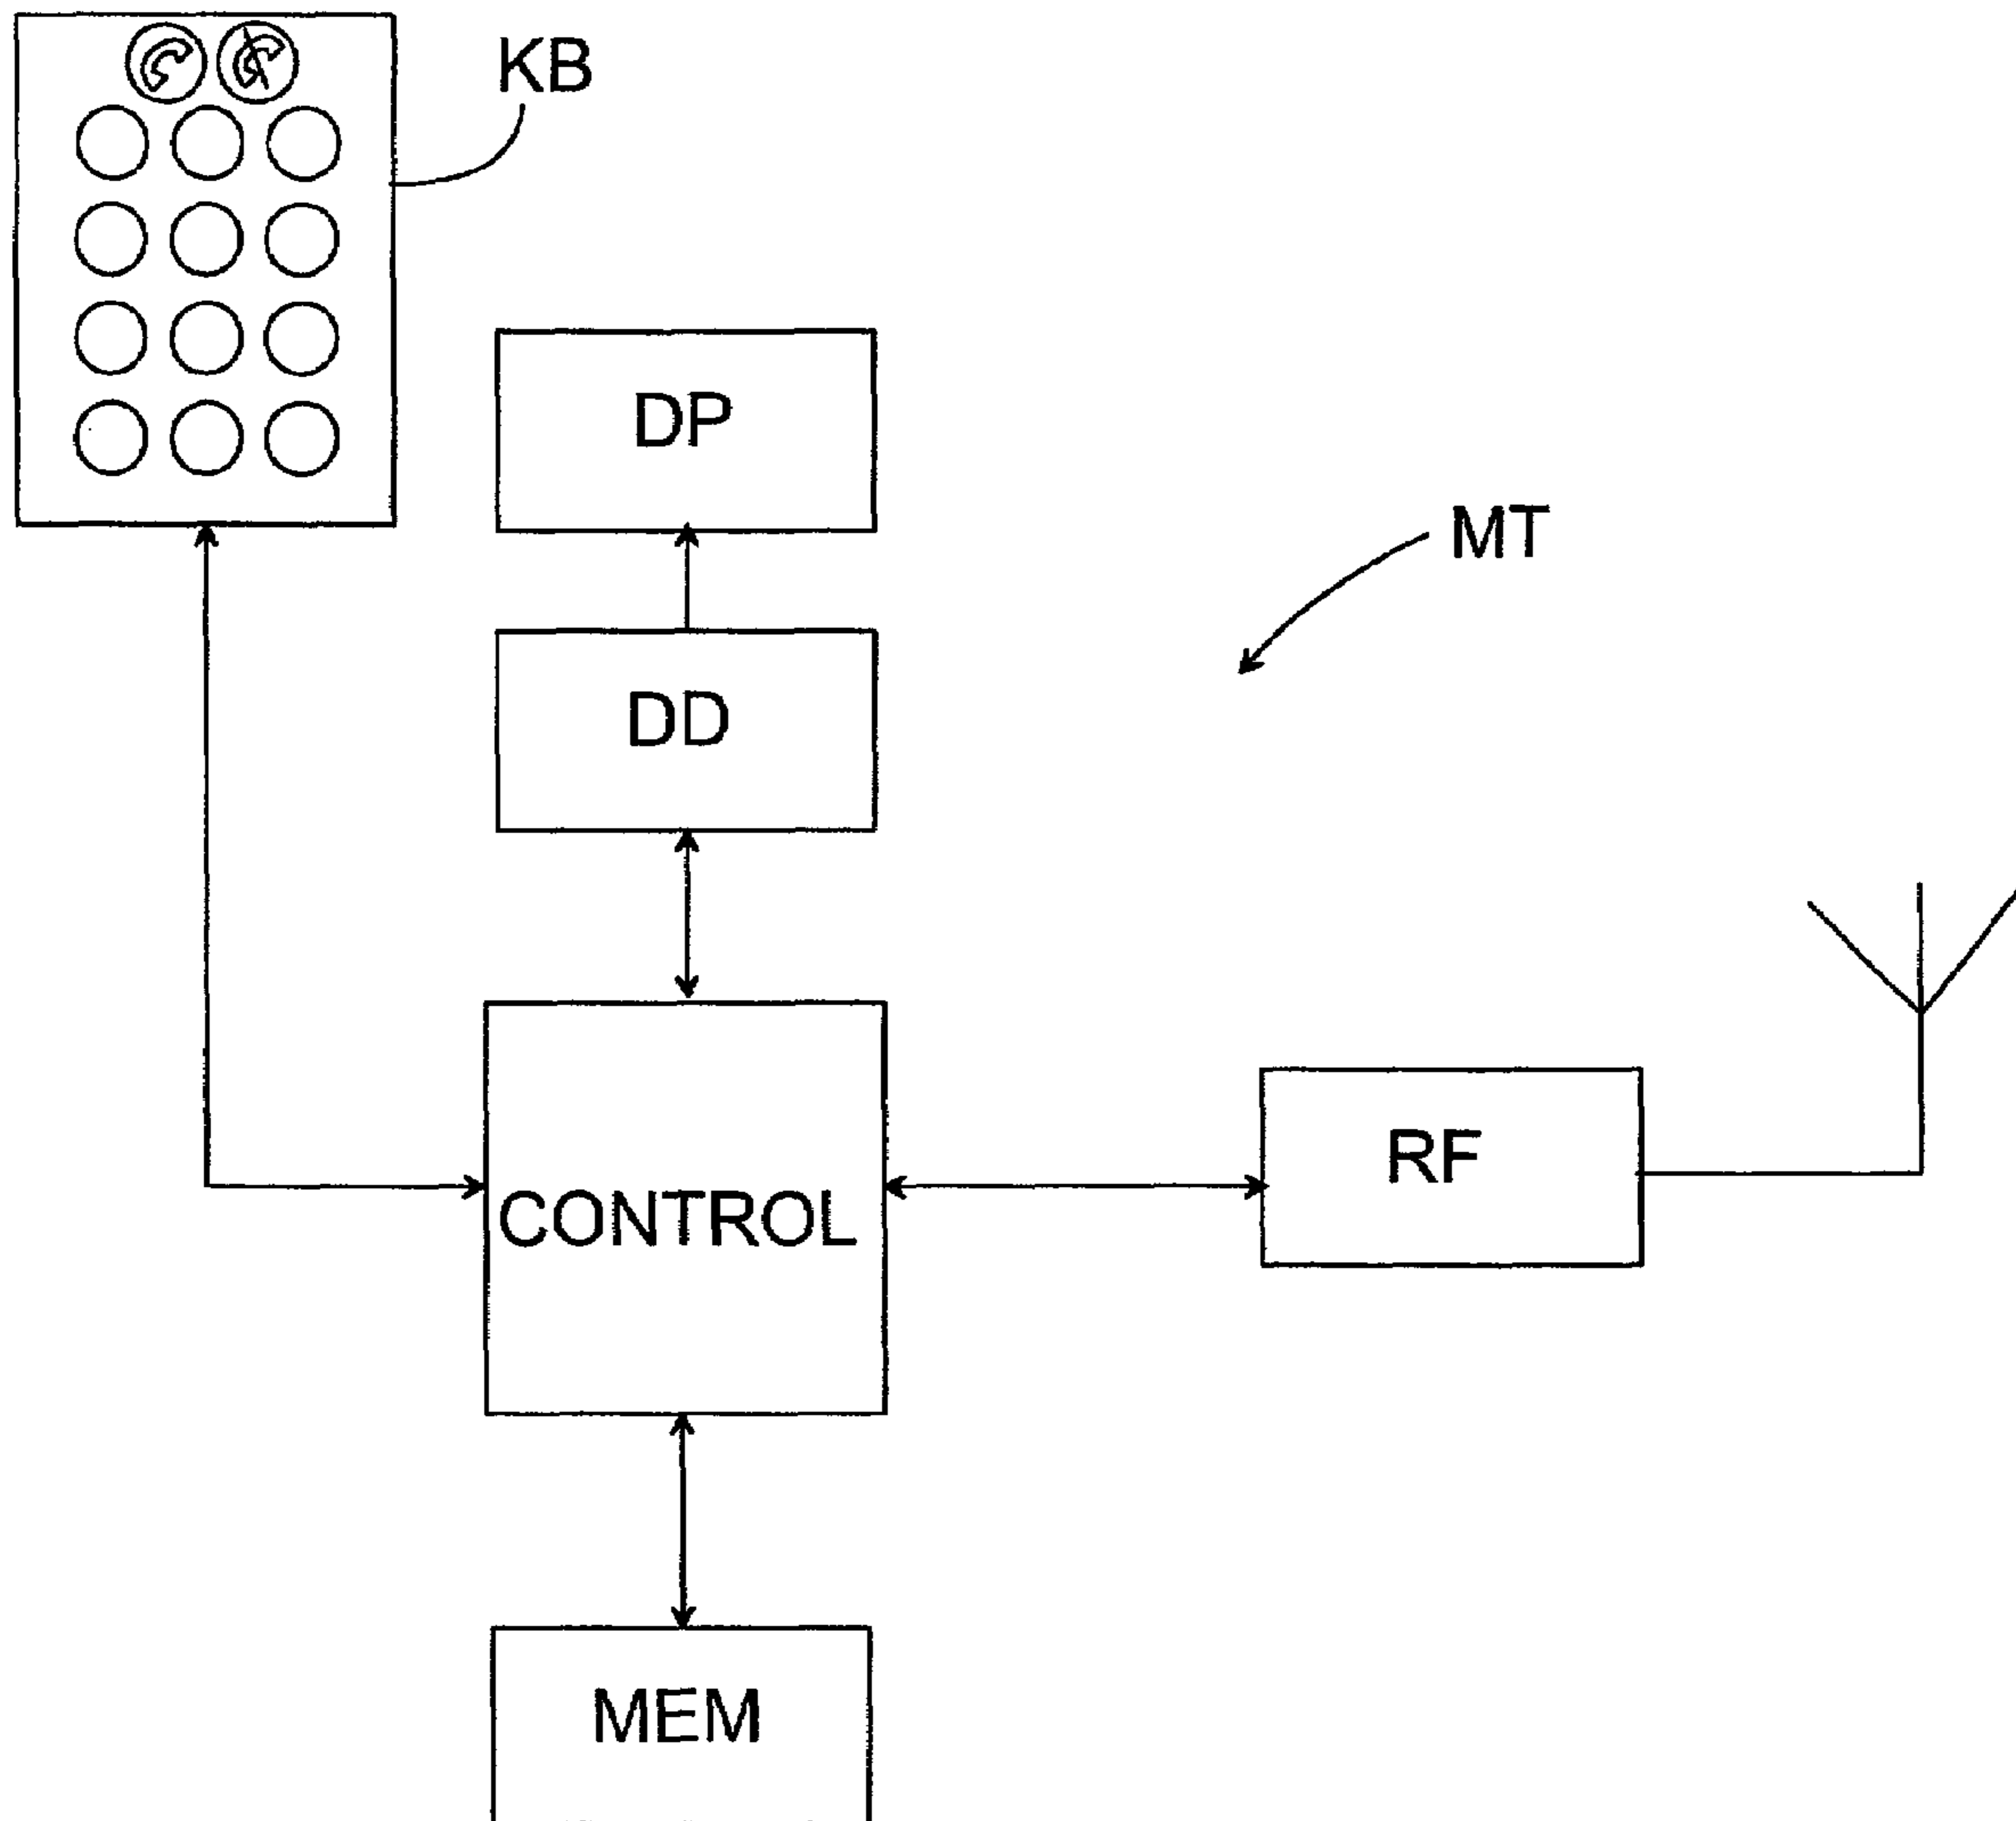 KB
DP
MT
DD
RF
CONTROL
MEM